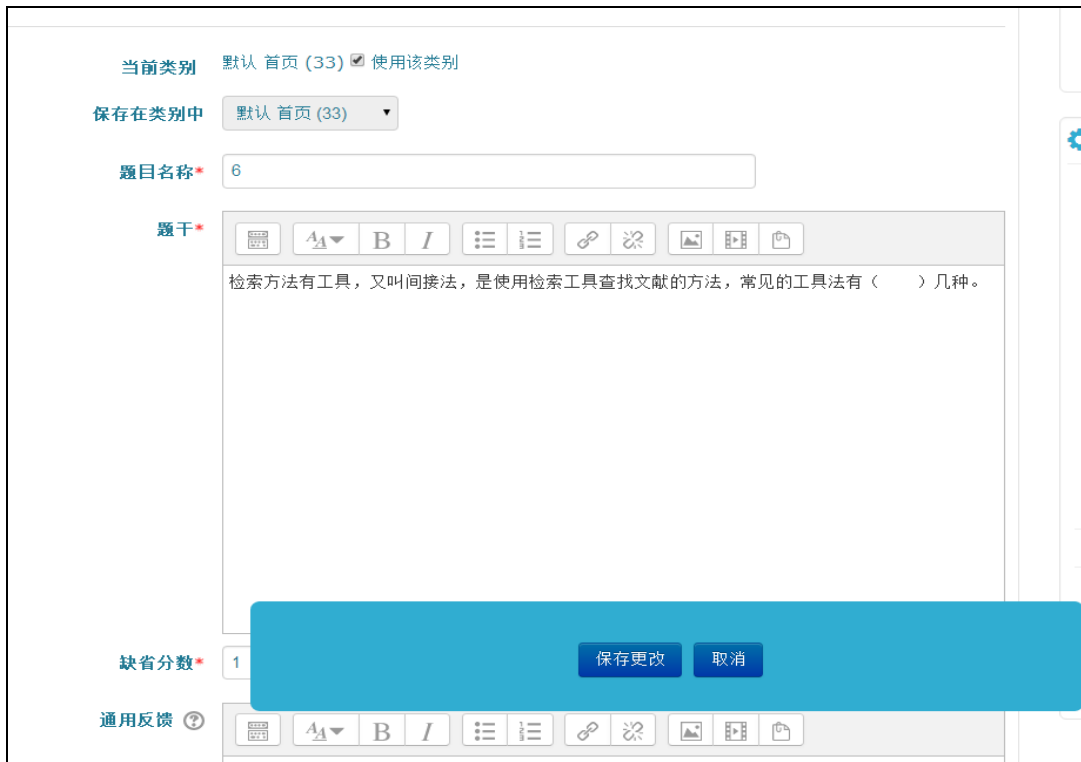 当前类别 默认 首页 (33) 使用该类别
保存在类别中 默认 首页 (33)
题目名称* 6
题干*
检索方法有工具，又叫间接法，是使用检索工具查找文献的方法，常见的工具法有（　　）几种。
保存更改 取消
缺省分数* 1
通用反馈